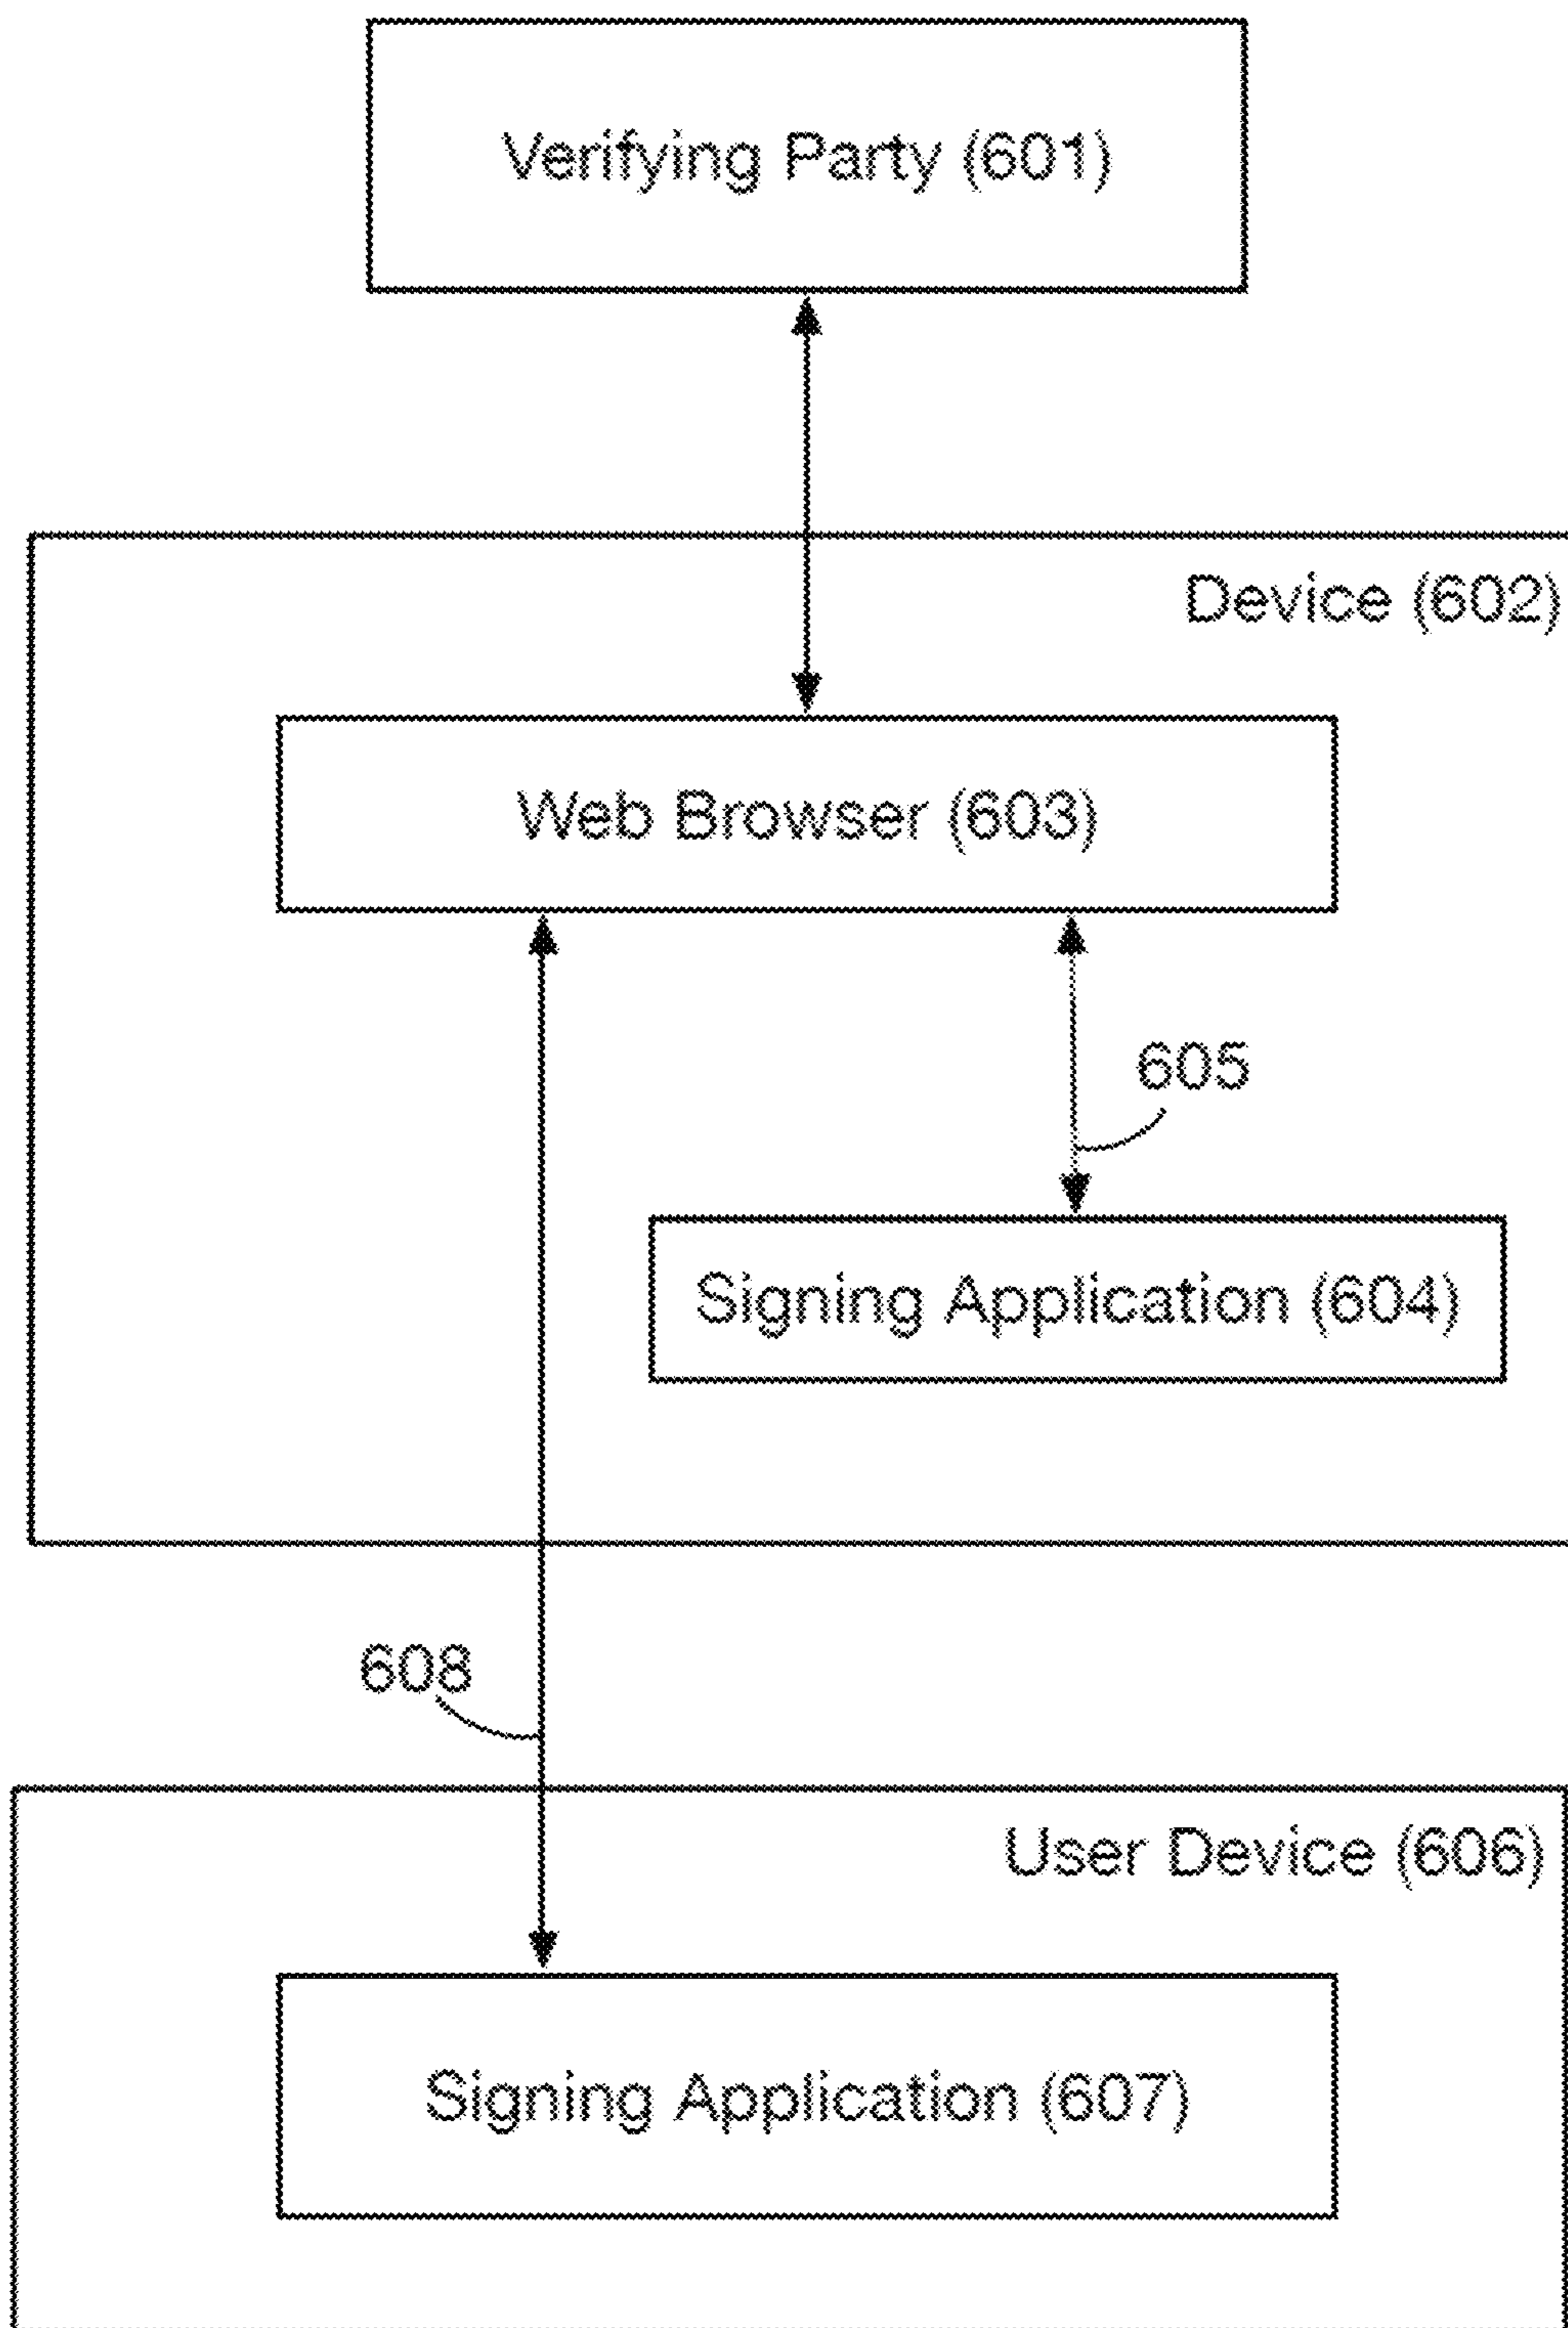 Verifying Party (601)
Device (602)
Web Browser (603)
605
Signing Application (604)
608
User Device (606)
Signing Application (607)